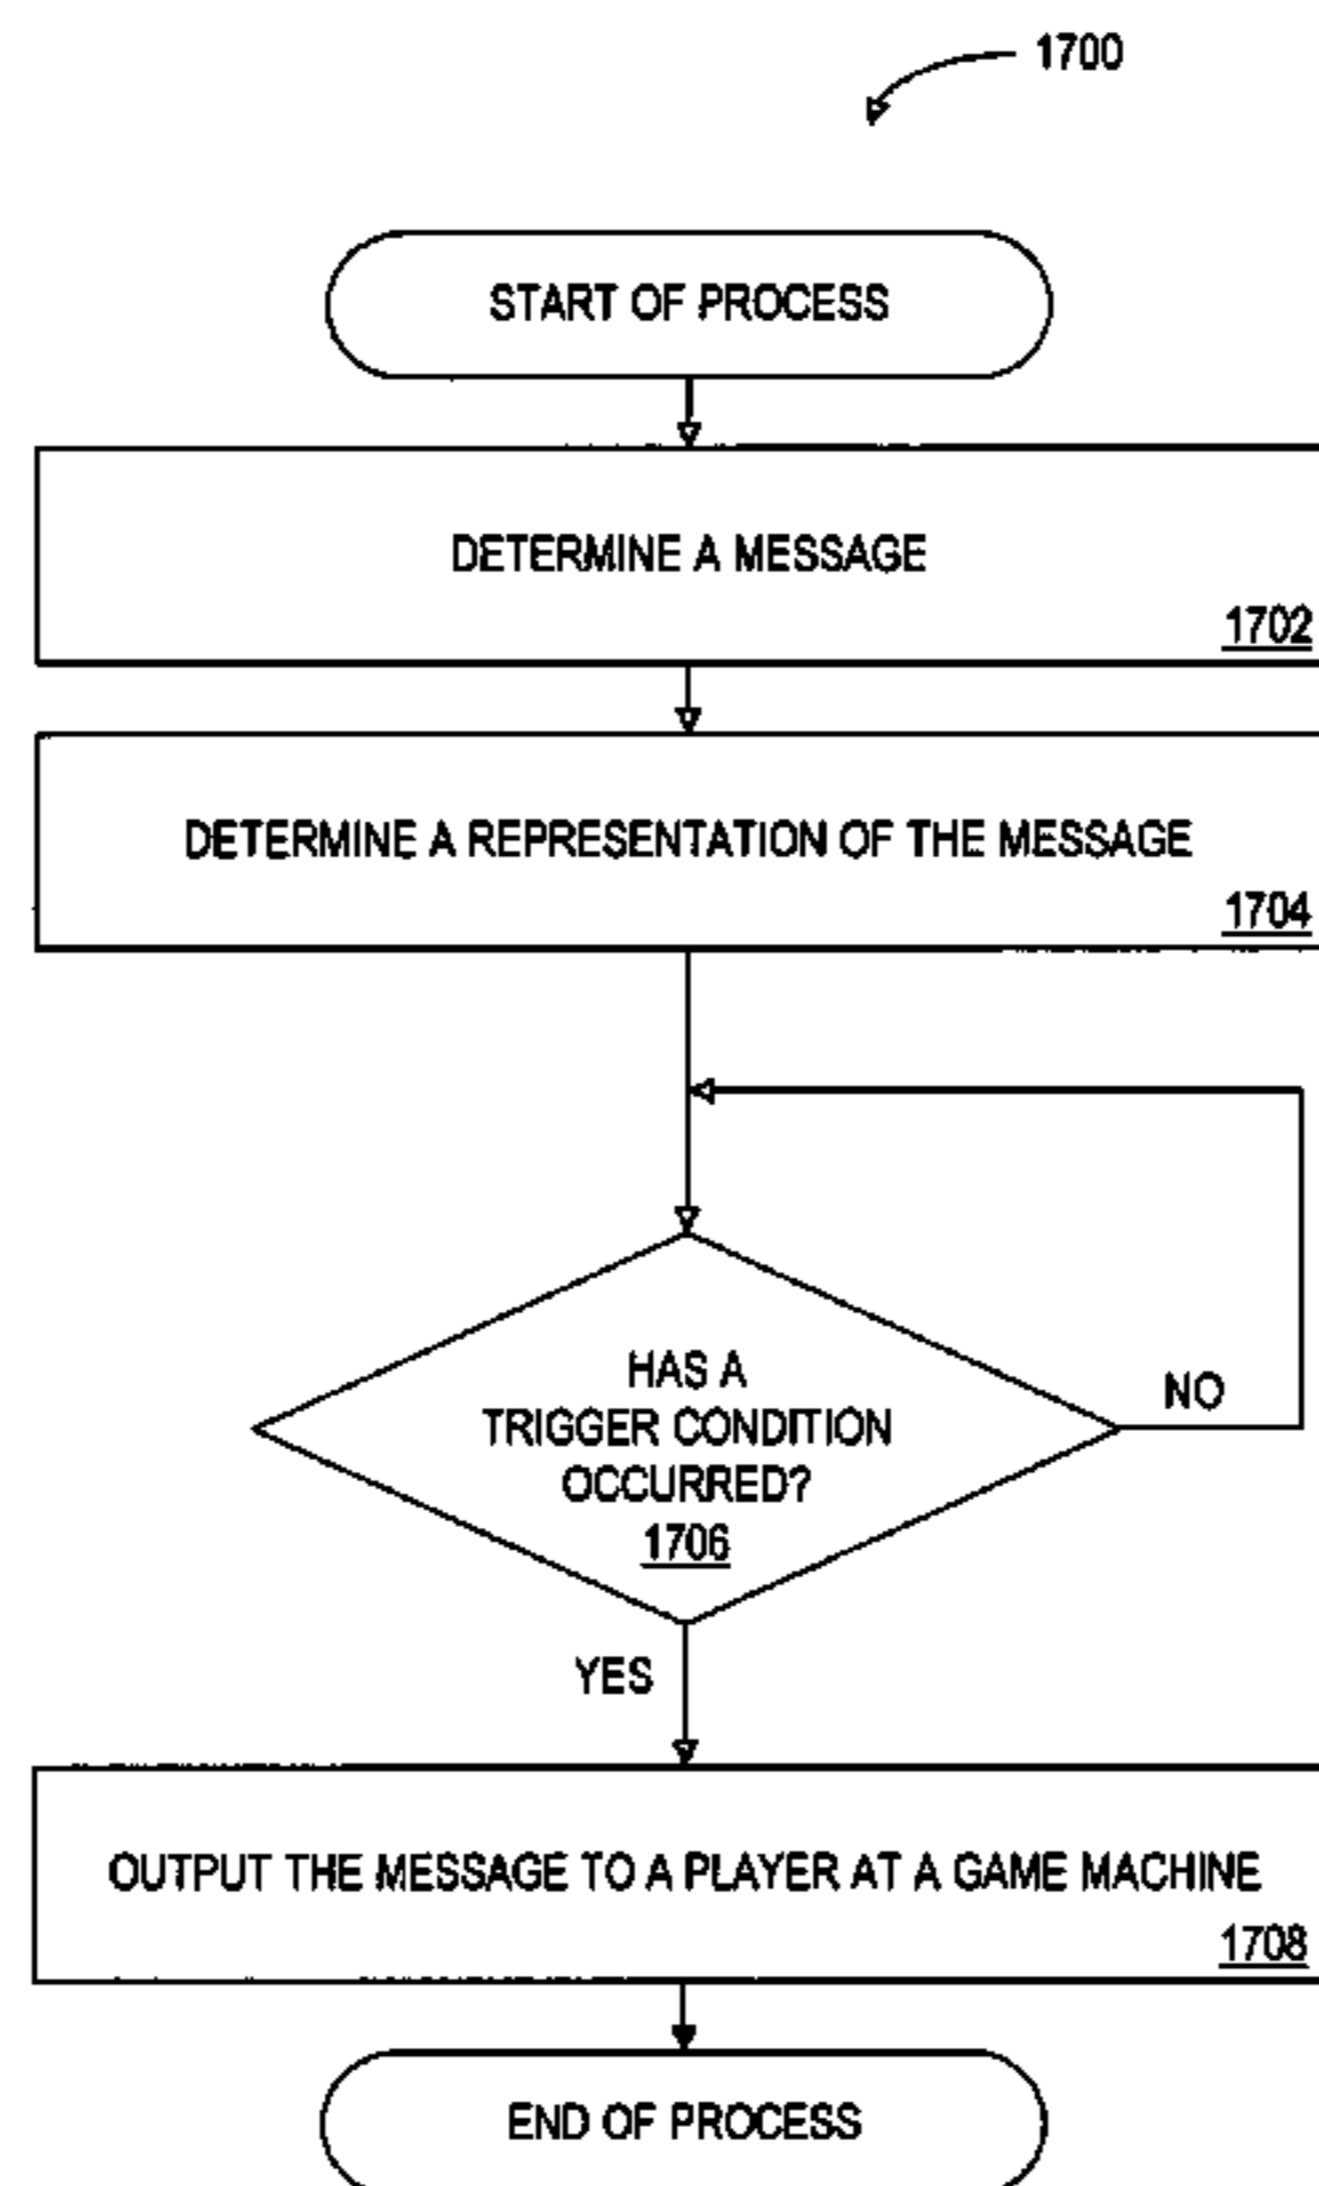 1700
START OF PROCESS
DETERMINE A MESSAGE
1702
DETERMINE A REPRESENTATION OF THE MESSAGE
1704
HAS A
TRIGGER CONDITION
OCCURRED?
1706
NO
YES
OUTPUT THE MESSAGE TO A PLAYER AT A GAME MACHINE
1708
END OF PROCESS